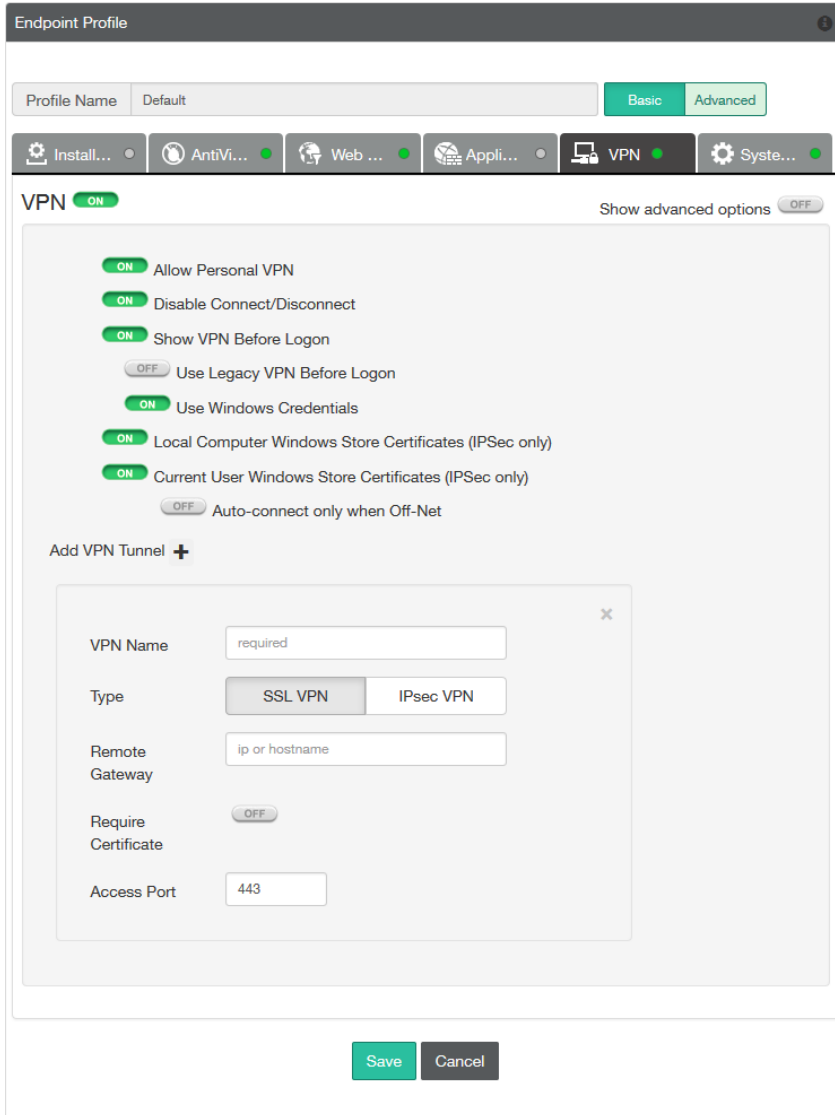 Endpoint Profile
Profile Name Default Basic Advanced
Install... AntiVi... Web ... Appli... VPN Syste...
VPN ON
Show advanced options OFF
ON Allow Personal VPN
ON Disable Connect/Disconnect
ON Show VPN Before Logon
OFF Use Legacy VPN Before Logon
ON Use Windows Credentials
ON Local Computer Windows Store Certificates (IPSec only)
ON Current User Windows Store Certificates (IPSec only)
OFF Auto-connect only when Off-Net
Add VPN Tunnel +
VPN Name required
Type SSL VPN IPsec VPN
Remote Gateway ip or hostname
Require Certificate OFF
Access Port 443
Save Cancel